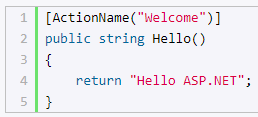 1 [ActionName("Welcome")]
2 public string Hello()
3 {
4     return "Hello ASP.NET";
5 }